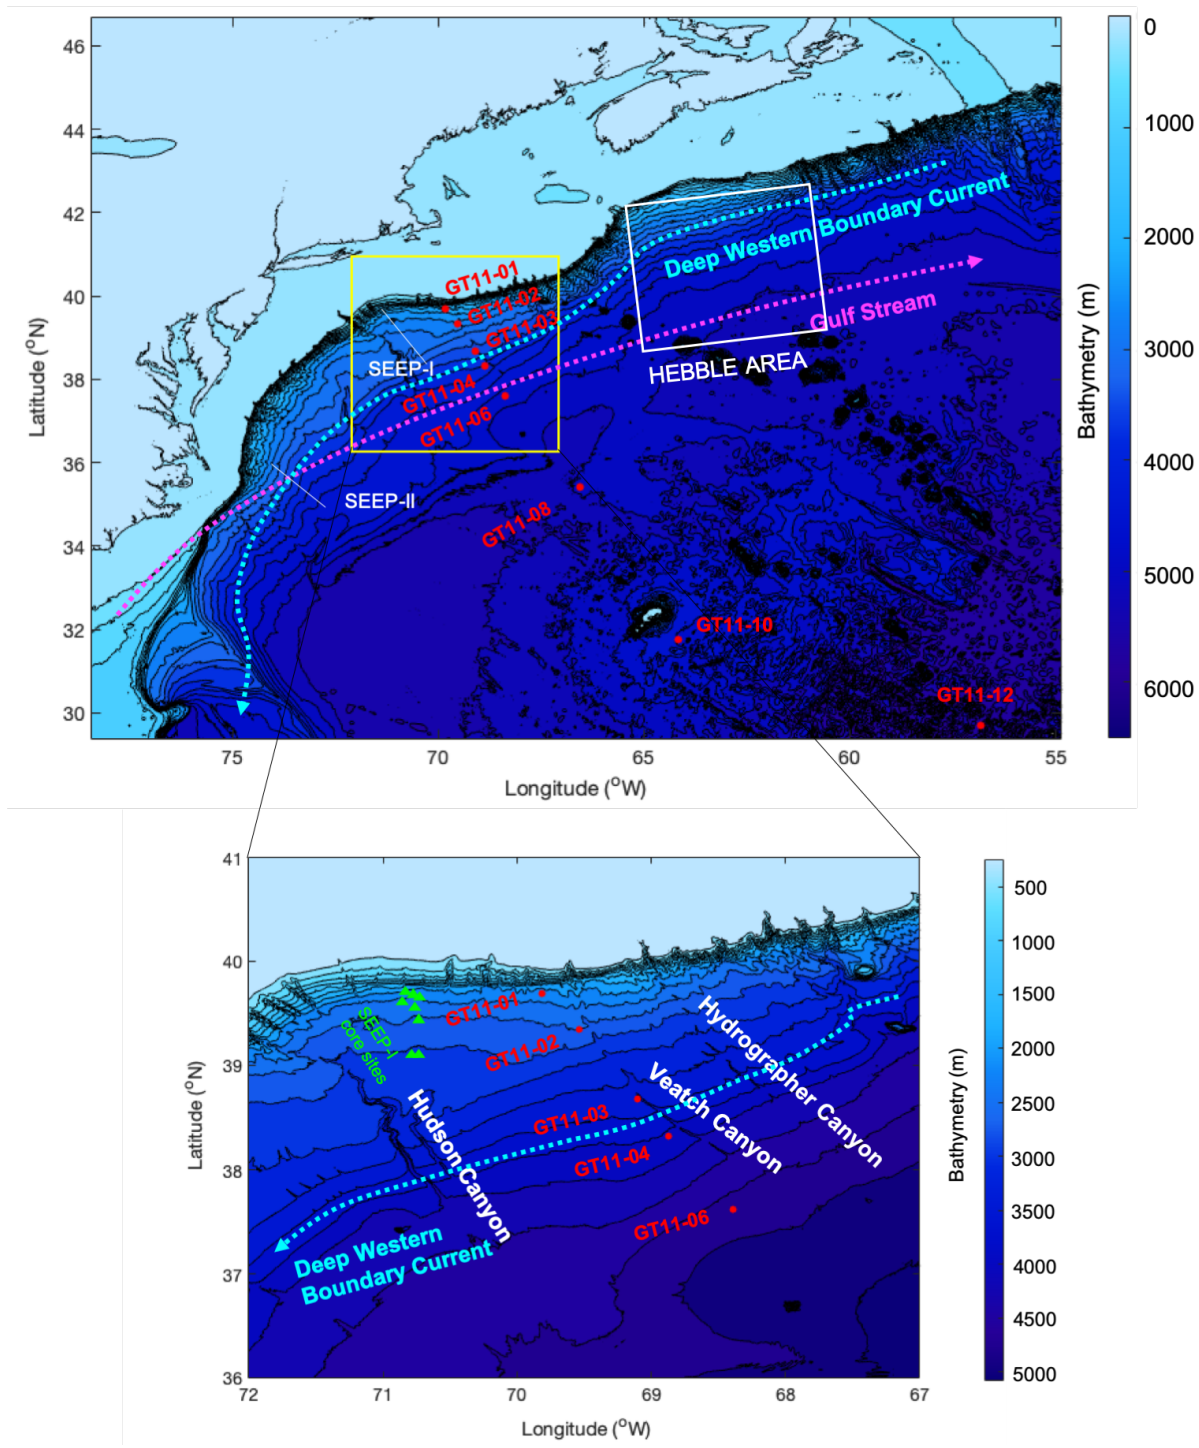 46
44
42
40
38
36
34
32
30
Latitude (°N)
75
70
65
60
55
Longitude (°W)
GT11-01
GT11-02
GT11-03
SEEP-I
GT11-04
GT11-06
SEEP-II
GT11-08
GT11-10
GT11-12
Deep Western Boundary Current
Gulf Stream
HEBBLE AREA
0
1000
2000
3000
4000
5000
6000
Bathymetry (m)
41
40
39
38
37
36
Latitude (°N)
72
71
70
69
68
67
Longitude (°W)
SEEP-I
core sites
GT11-01
GT11-02
GT11-03
GT11-04
GT11-06
Hudson Canyon
Veatch Canyon
Hydrographer Canyon
Deep Western
Boundary Current
500
1000
1500
2000
2500
3000
3500
4000
4500
5000
Bathymetry (m)